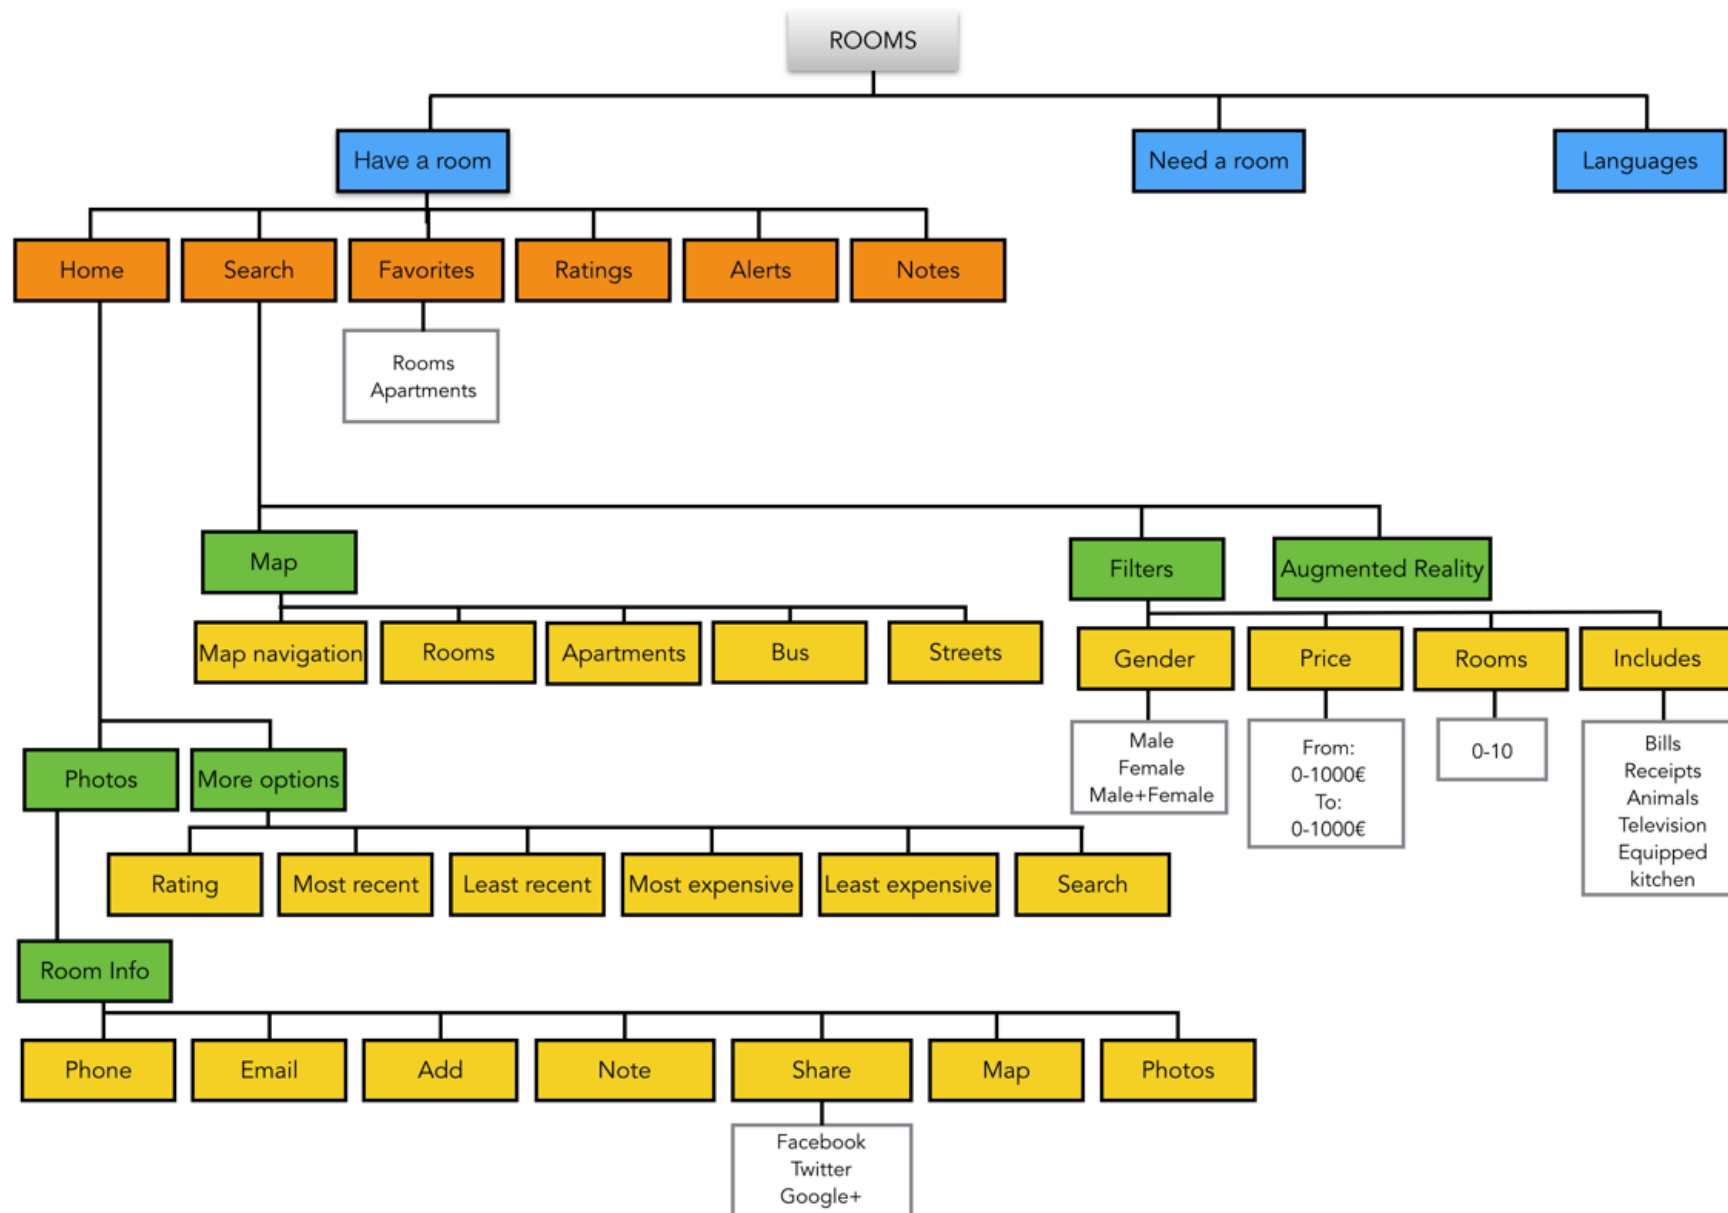 ROOMS
Have a room
Need a room
Languages
Home
Search
Favorites
Ratings
Alerts
Notes
Rooms
Apartments
Map
Filters
Augmented Reality
Map navigation
Rooms
Apartments
Bus
Streets
Gender
Price
Rooms
Includes
Male
Female
Male+Female
From:
0-1000€
To:
0-1000€
0-10
Bills
Receipts
Animals
Television
Equipped
kitchen
Photos
More options
Rating
Most recent
Least recent
Most expensive
Least expensive
Search
Room Info
Phone
Email
Add
Note
Share
Map
Photos
Facebook
Twitter
Google+